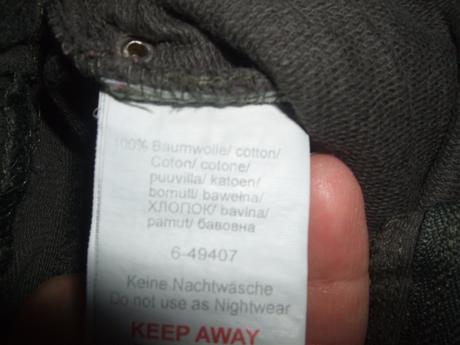 100% Baumwolle/ cotton/
Coton/ cotone/
puuvilla/ katoen/
bomull/ bawełna/
ХЛОПОК/ bavlna/
pamut/ бавовна
6-49407
Keine Nachtwäsche
Do not use as Nightwear
KEEP AWAY